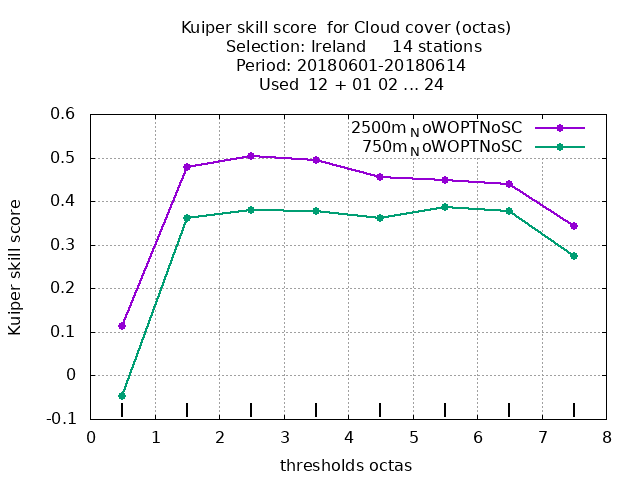 Kuiper skill score  for Cloud cover (octas)
Selection: Ireland     14 stations
Period: 20180601-20180614
Used  12 + 01 02 ... 24
2500m NoWOPTNoSC
750m NoWOPTNoSC
Kuiper skill score
0.6
0.5
0.4
0.3
0.2
0.1
0
-0.1
0 1 2 3 4 5 6 7 8
thresholds octas